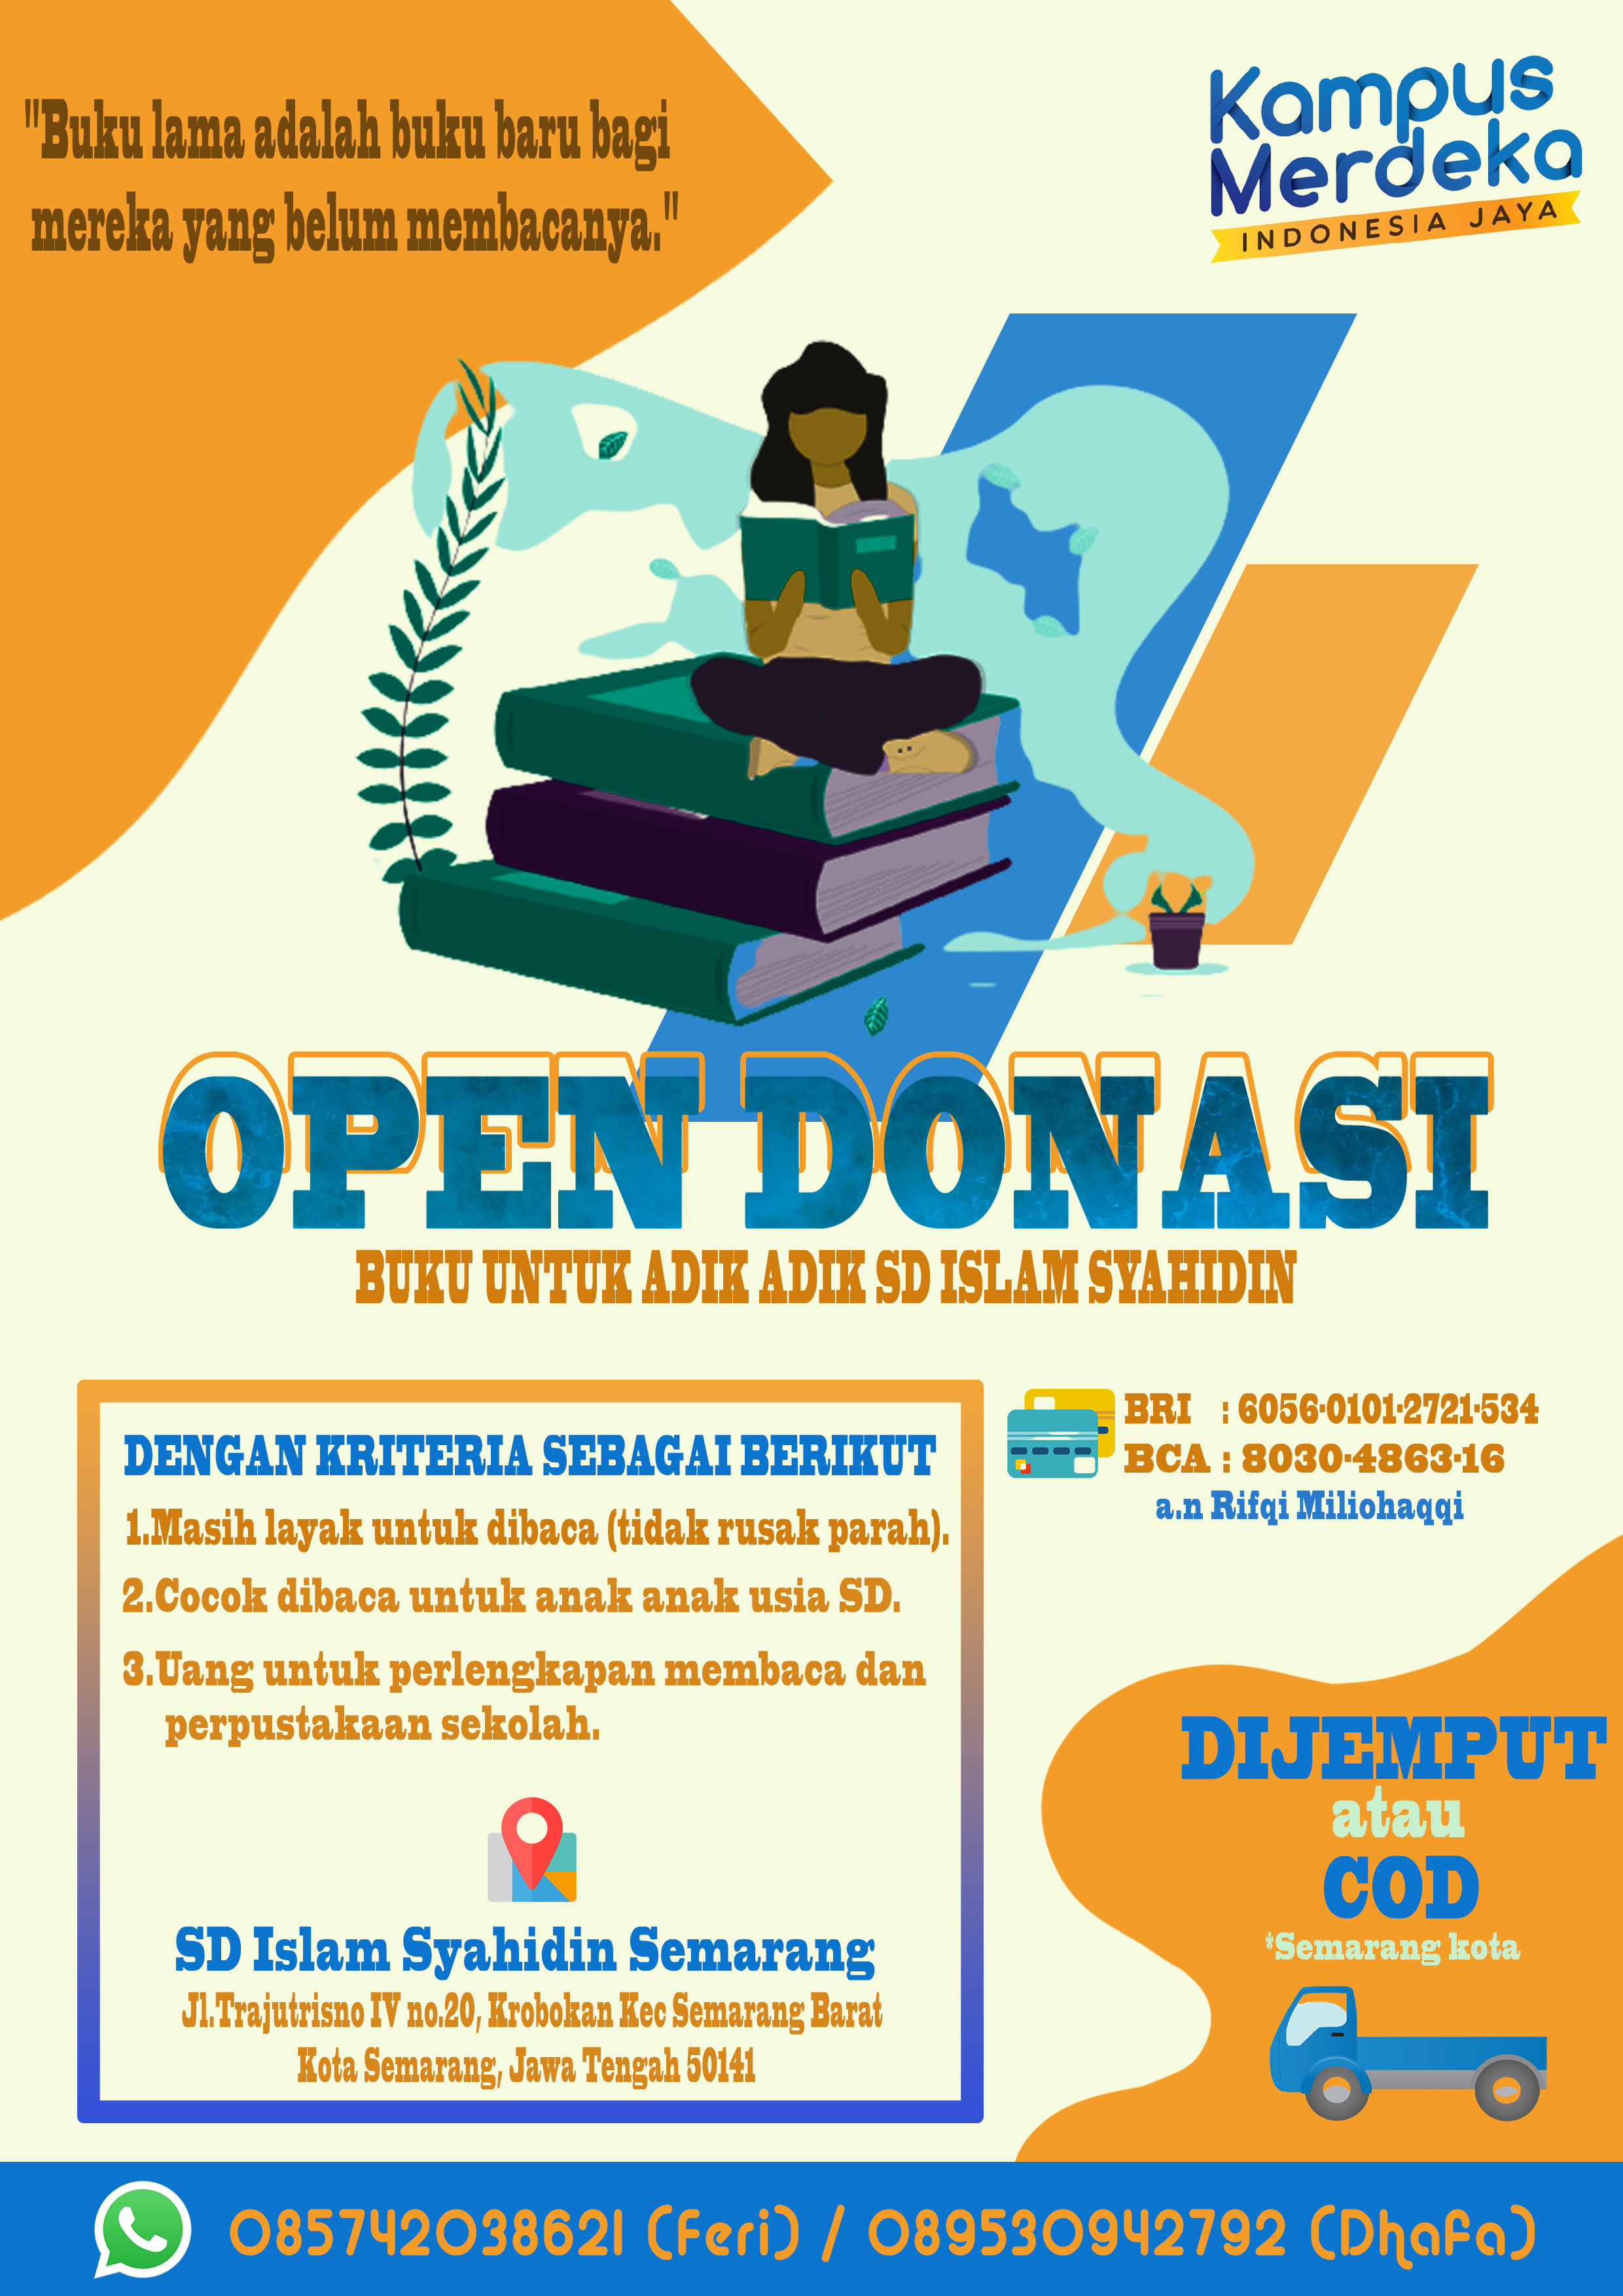 "Buku lama adalah buku baru bagi
mereka yang belum membacanya."
Kampus
Merdeka
INDONESIA JAYA
OPEN DONASI
BUKU UNTUK ADIK ADIK SD ISLAM SYAHIDIN
DENGAN KRITERIA SEBAGAI BERIKUT
1.Masih layak untuk dibaca (tidak rusak parah).
2.Cocok dibaca untuk anak anak usia SD.
3.Uang untuk perlengkapan membaca dan
perpustakaan sekolah.
SD Islam Syahidin Semarang
Jl.Trajutrisno IV no.20, Krobokan Kec Semarang Barat
Kota Semarang, Jawa Tengah 50141
BRI : 6056-0101-2721-534
BCA : 8030-4863-16
a.n Rifqi Miliohaqqi
DIJEMPUT
atau
COD
*Semarang kota
085742038621 (Feri) / 089530942792 (Dhafa)